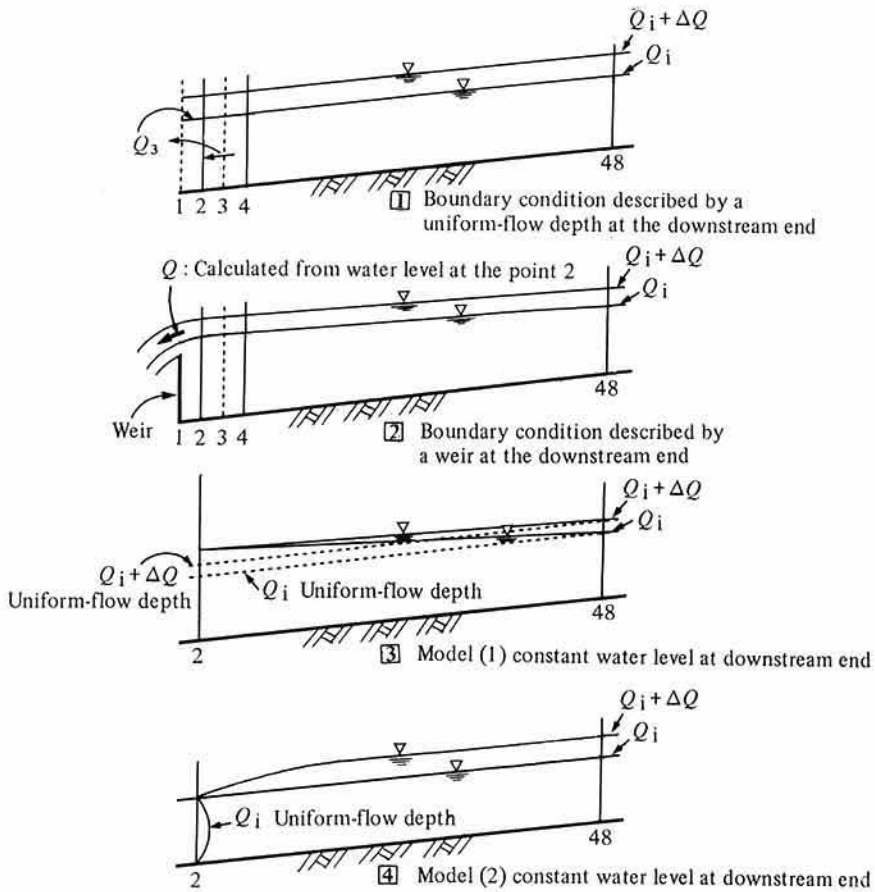 Q i + ΔQ
Q i
Q 3
48
1 2 3 4
1 Boundary condition described by a
uniform-flow depth at the downstream end
Q : Calculated from water level at the point 2
Q i + ΔQ
Q i
48
Weir
1 2 3 4
2 Boundary condition described by
a weir at the downstream end
Q i + ΔQ
Q i
Q i + ΔQ
Uniform-flow depth
Q i Uniform-flow depth
48
2
3 Model (1) constant water level at downstream end
Q i + ΔQ
Q i
Q i Uniform-flow depth
48
2
4 Model (2) constant water level at downstream end